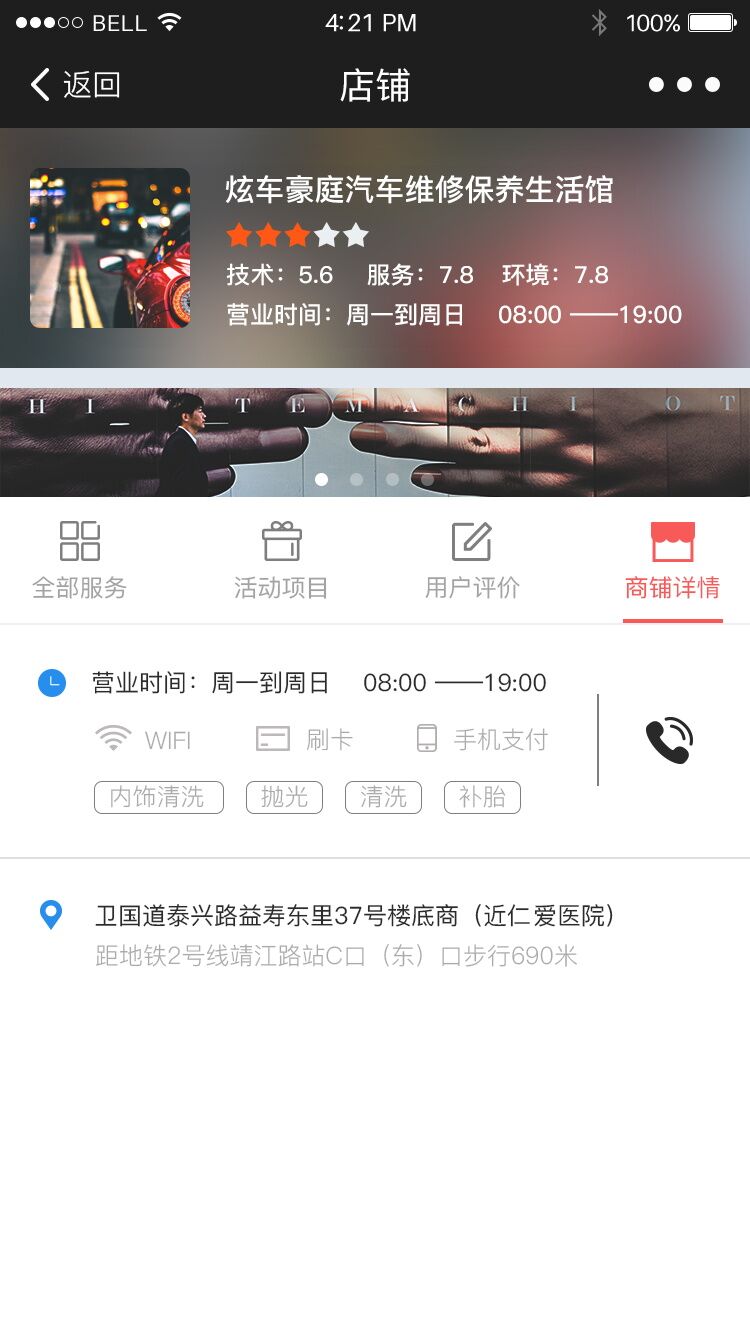 BELL 4:21 PM 100%
返回 店铺
炫车豪庭汽车维修保养生活馆
技术：5.6 服务：7.8 环境：7.8
营业时间：周一到周日 08:00 ——19:00
HI_TEMACHI OT
全部服务 活动项目 用户评价 商铺详情
营业时间：周一到周日 08:00 ——19:00
WIFI 刷卡 手机支付
内饰清洗 抛光 清洗 补胎
卫国道泰兴路益寿东里37号楼底商（近仁爱医院）
距地铁2号线靖江路站C口（东）口步行690米